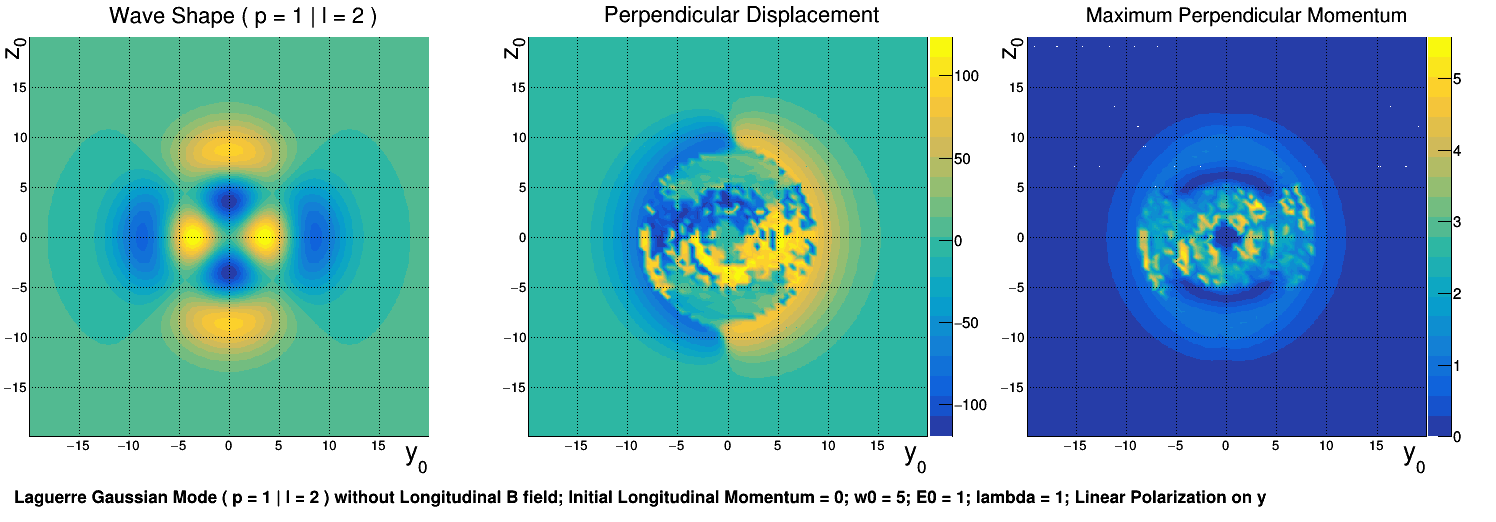 Wave Shape ( p = 1 | l = 2 )
Perpendicular Displacement
Maximum Perpendicular Momentum
z0
z0
z0
15
10
5
0
−5
−10
−15
15
10
5
0
−5
−10
−15
100
50
0
−50
−100
15
10
5
0
−5
−10
−15
5
4
3
2
1
0
−15 −10 −5 0 5 10 15
−15 −10 −5 0 5 10 15
−15 −10 −5 0 5 10 15
y0
y0
y0
Laguerre Gaussian Mode ( p = 1 | l = 2 ) without Longitudinal B field; Initial Longitudinal Momentum = 0; w0 = 5; E0 = 1; lambda = 1; Linear Polarization on y